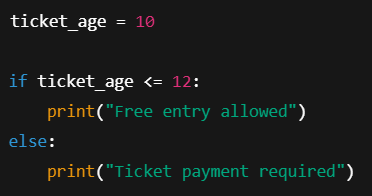 ticket_age = 10
if ticket_age <= 12:
    print("Free entry allowed")
else:
    print("Ticket payment required")